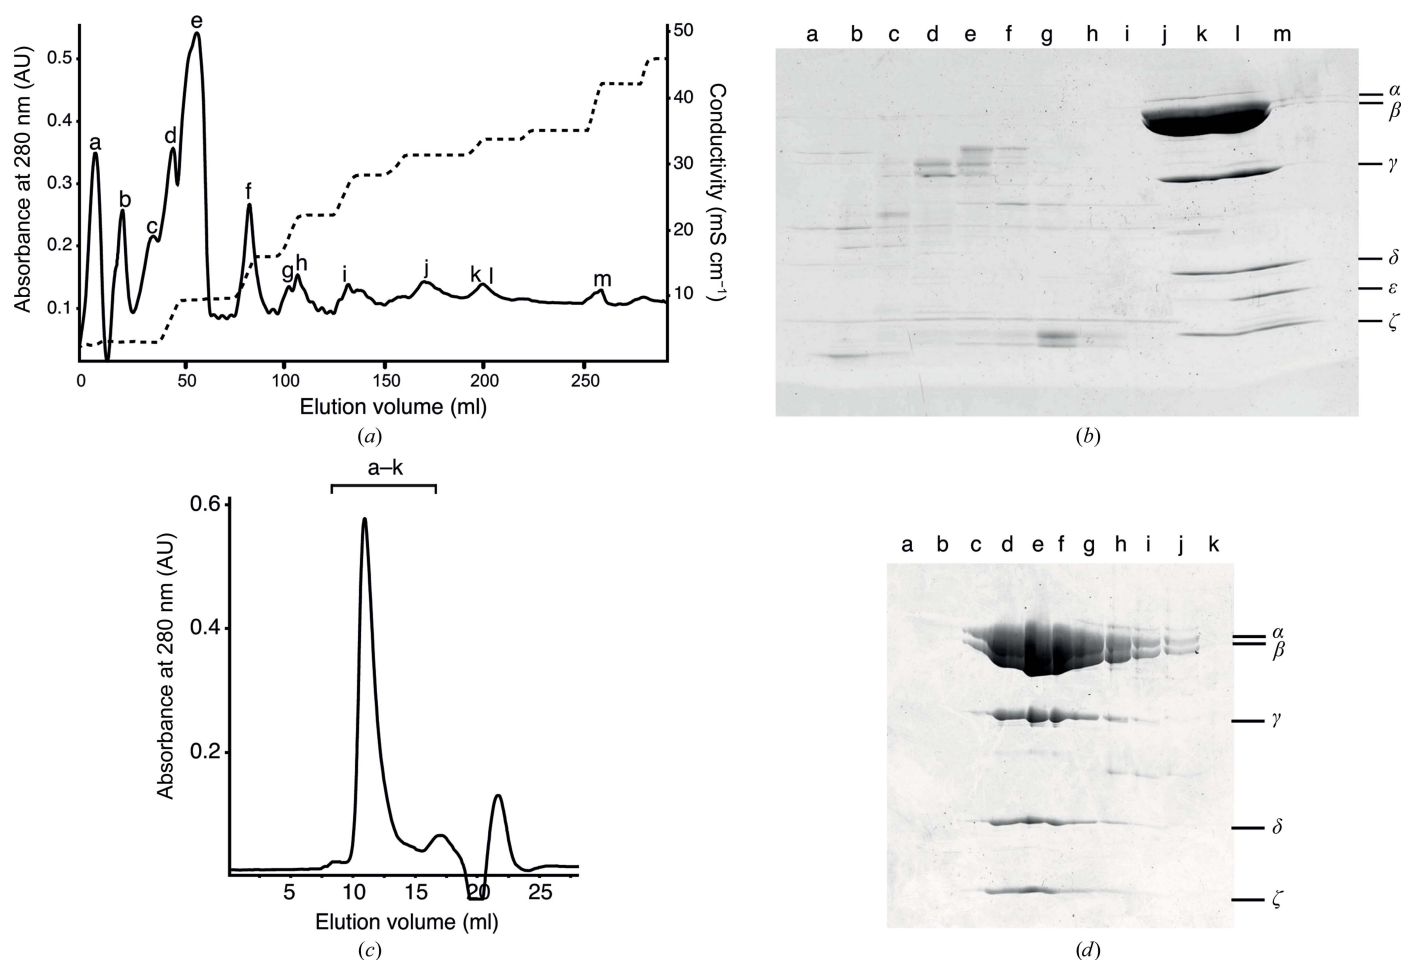 a b c d e f g h i j k l m
0.5
0.4
0.3
0.2
0.1
Absorbance at 280 nm (AU)
50
40
30
20
10
Conductivity (mS cm⁻¹)
0 50 100 150 200 250
Elution volume (ml)
(a)
a b c d e f g h i j k l m
α
β
γ
δ
ε
ζ
(b)
a–k
0.6
0.4
0.2
Absorbance at 280 nm (AU)
5 10 15 20 25
Elution volume (ml)
(c)
a b c d e f g h i j k
α
β
γ
δ
ζ
(d)